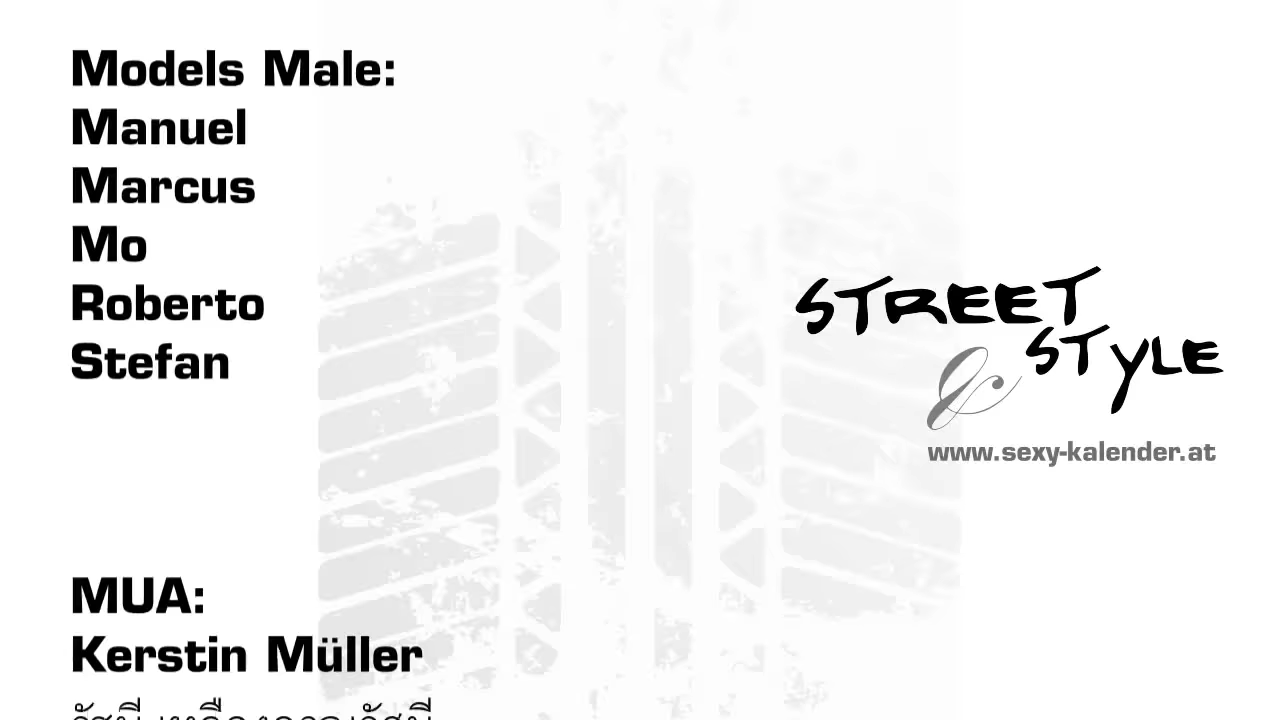 Models Male:
Manuel
Marcus
Mo
Roberto
Stefan
STREET
& STYLE
www.sexy-kalender.at
MUA:
Kerstin Müller